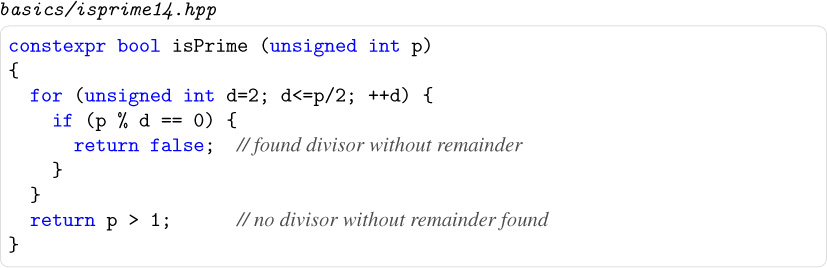 basics/isprime14.hpp
constexpr bool isPrime (unsigned int p)
{
  for (unsigned int d=2; d<=p/2; ++d) {
    if (p % d == 0) {
      return false;  // found divisor without remainder
    }
  }
  return p > 1;      // no divisor without remainder found
}